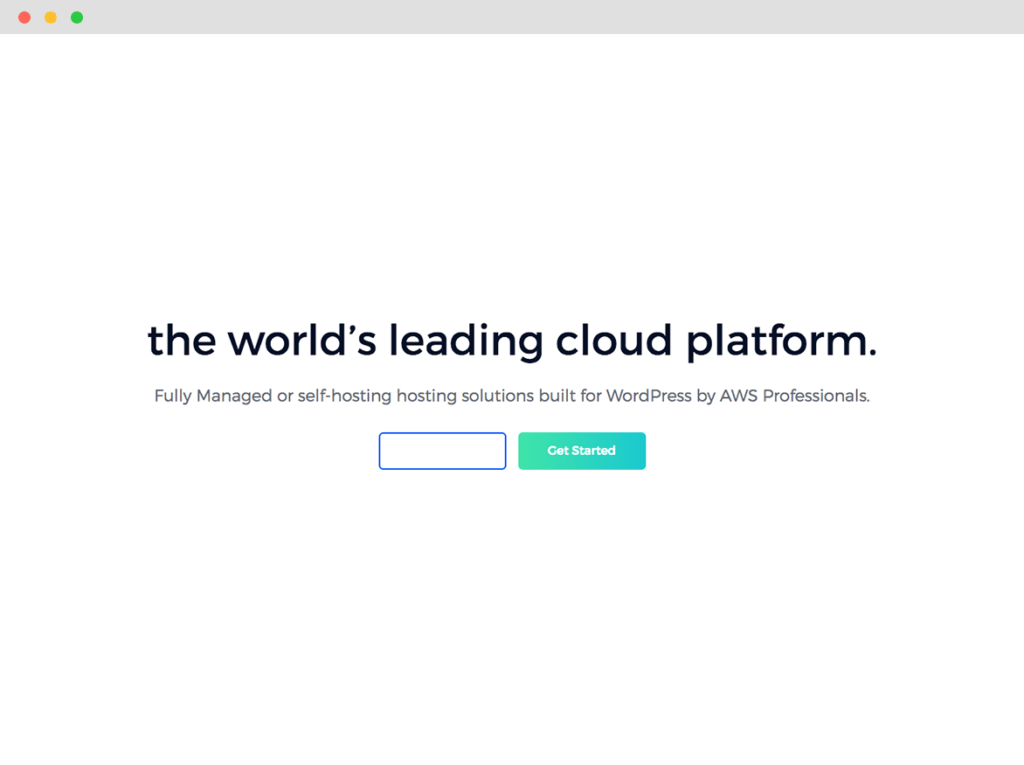 the world’s leading cloud platform.
Fully Managed or self-hosting hosting solutions built for WordPress by AWS Professionals.
Get Started